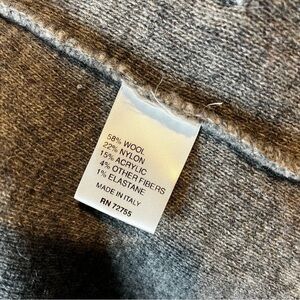 58% WOOL
22% NYLON
15% ACRYLIC
4% OTHER FIBERS
1% ELASTANE
MADE IN ITALY
RN 72755